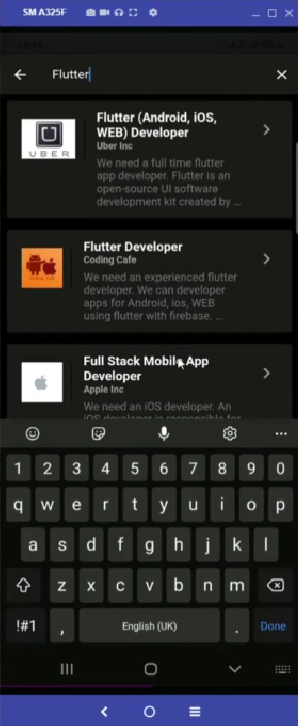 SM A325F
Flutter
Flutter (Android, iOS,
WEB) Developer
Uber Inc
UBER
We need a full time flutter
app developer. Flutter is an
open-source UI software
development kit created by ...
Flutter Developer
Coding Cafe
We need an experienced flutter
developer. We can developer
apps for Android, ios, WEB
using flutter with firebase. ...
Full Stack Mobile App
Developer
Apple Inc
We need an iOS developer. An
iOS developer is responsible for
1 2 3 4 5 6 7 8 9 0
q w e r t y u i o p
a s d f g h j k l
z x c v b n m
!#1 , English (UK) . Done